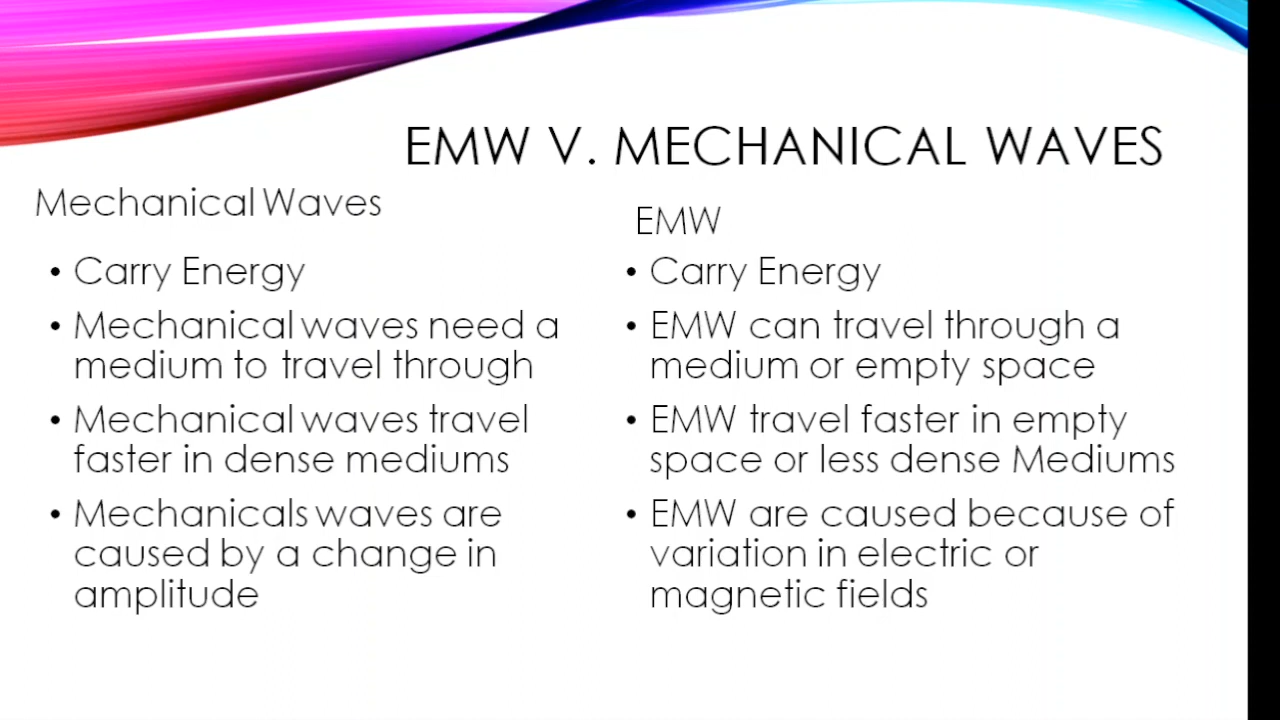 EMW V. MECHANICAL WAVES
Mechanical Waves
• Carry Energy
• Mechanical waves need a
medium to travel through
• Mechanical waves travel
faster in dense mediums
• Mechanicals waves are
caused by a change in
amplitude
EMW
• Carry Energy
• EMW can travel through a
medium or empty space
• EMW travel faster in empty
space or less dense Mediums
• EMW are caused because of
variation in electric or
magnetic fields